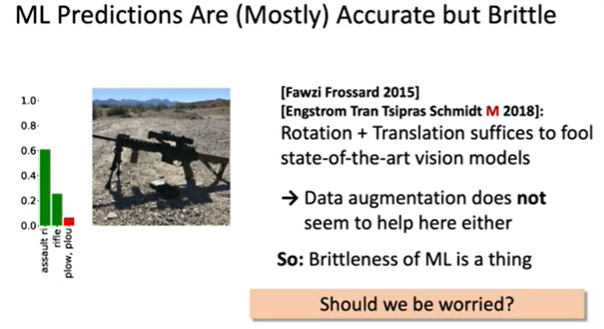 ML Predictions Are (Mostly) Accurate but Brittle
[Fawzi Frossard 2015]
[Engstrom Tran Tsipras Schmidt M 2018]:
Rotation + Translation suffices to fool
state-of-the-art vision models
→ Data augmentation does not
seem to help here either
So: Brittleness of ML is a thing
Should we be worried?
1.0
0.8
0.6
0.4
0.2
0.0
assault ri
rifle
plow, plou